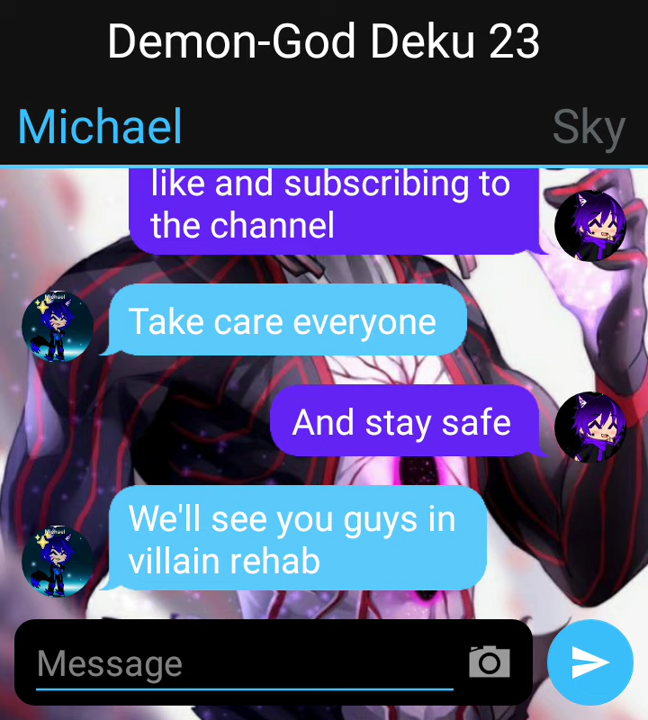 Demon-God Deku 23
Michael
Sky
like and subscribing to
the channel
Take care everyone
And stay safe
We'll see you guys in
villain rehab
Message